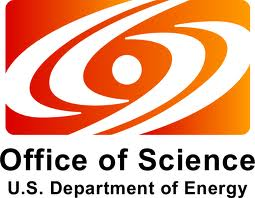 Office of Science
U.S. Department of Energy